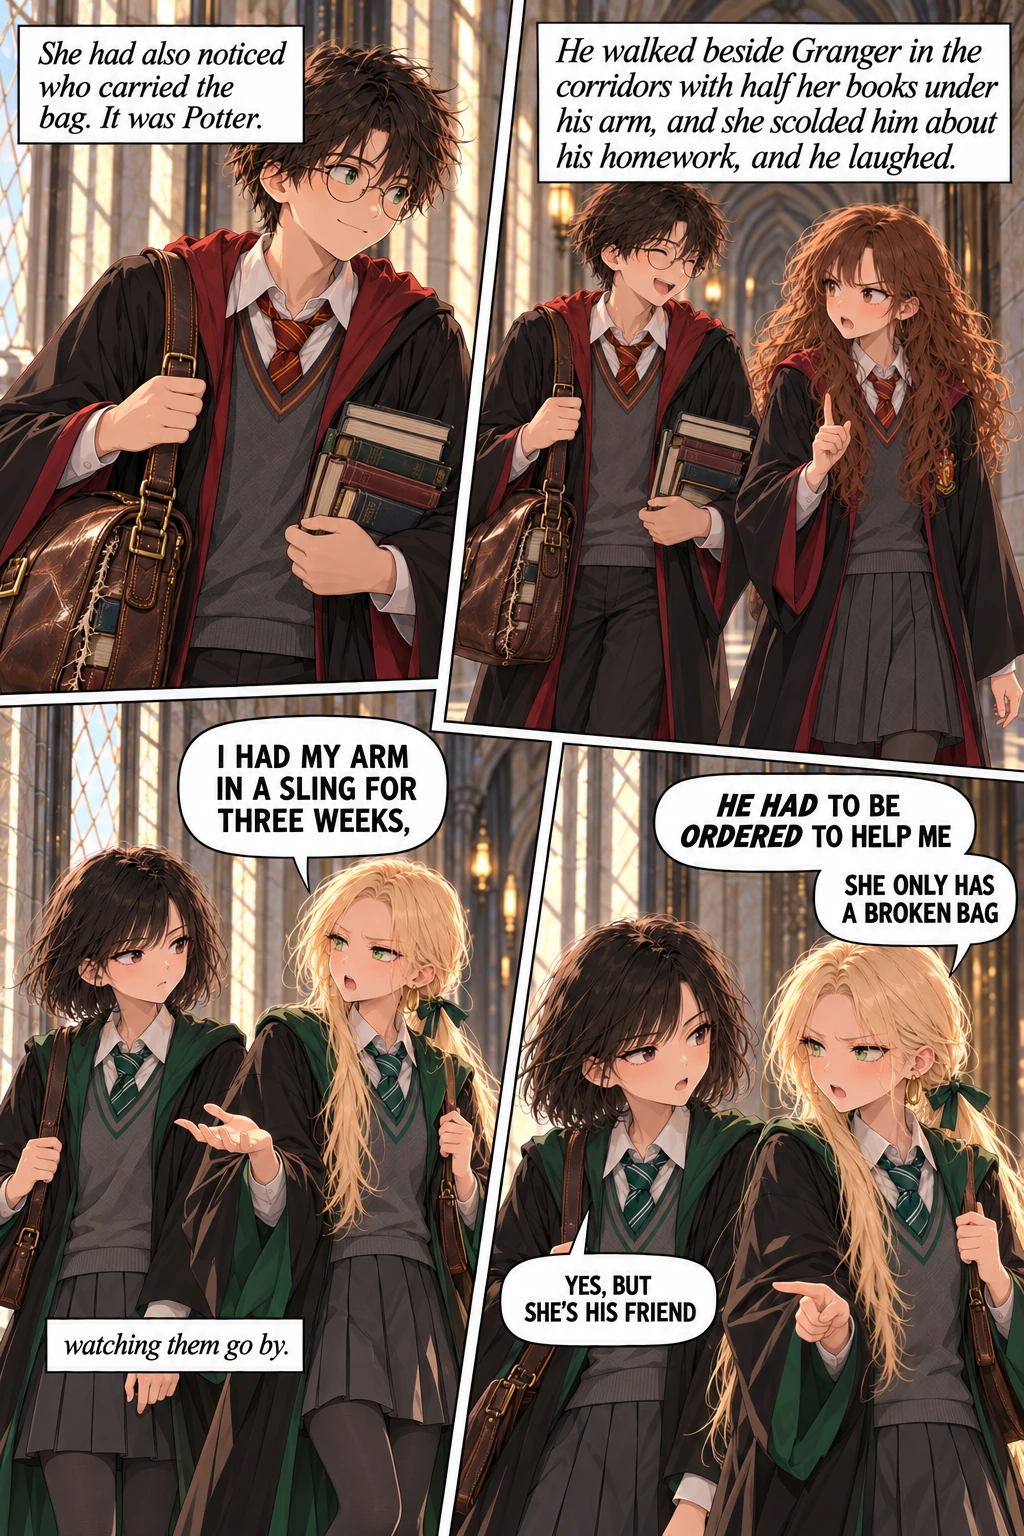 She had also noticed
who carried the
bag. It was Potter.
He walked beside Granger in the
corridors with half her books under
his arm, and she scolded him about
his homework, and he laughed.
I HAD MY ARM
IN A SLING FOR
THREE WEEKS,
watching them go by.
HE HAD TO BE
ORDERED TO HELP ME
SHE ONLY HAS
A BROKEN BAG
YES, BUT
SHE'S HIS FRIEND